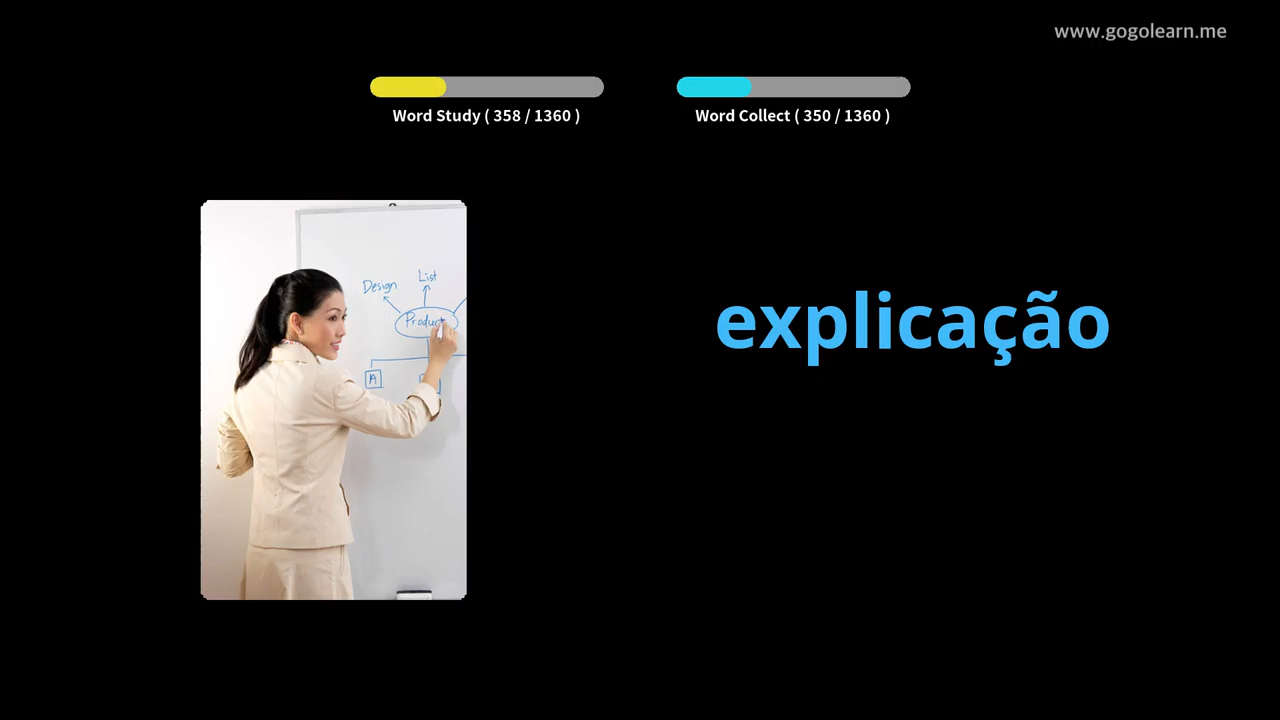 www.gogolearn.me
Word Study ( 358 / 1360 )
Word Collect ( 350 / 1360 )
explicação
List
Design
Product
A